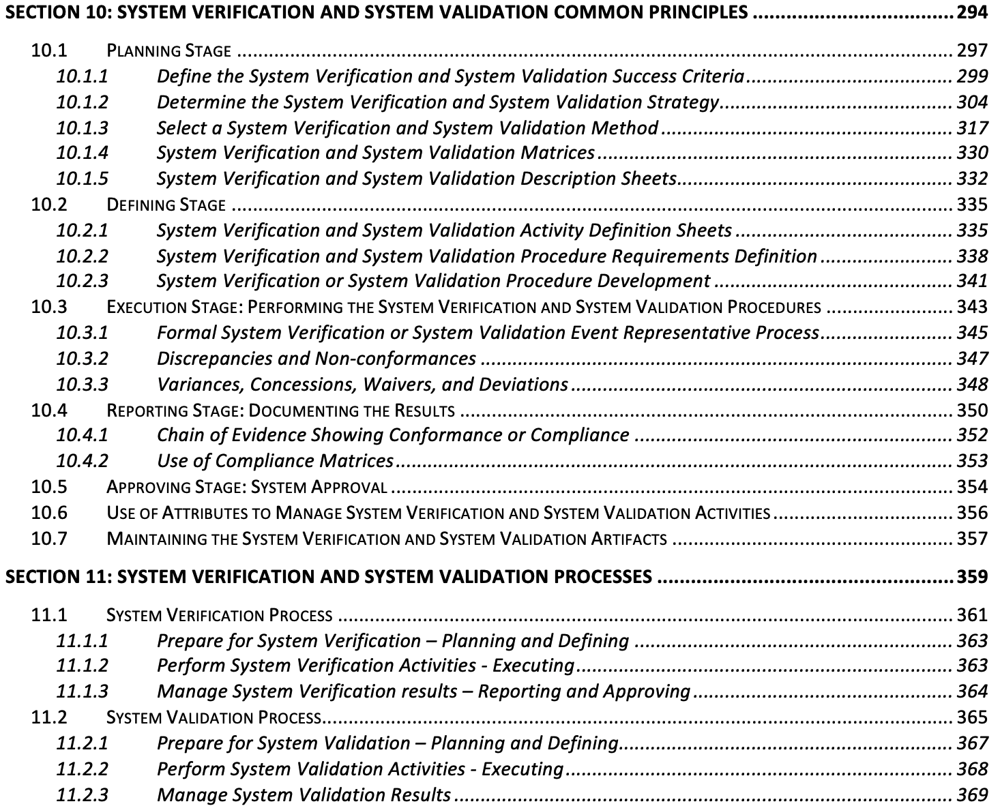 SECTION 10: SYSTEM VERIFICATION AND SYSTEM VALIDATION COMMON PRINCIPLES ........................................ 294
10.1 PLANNING STAGE ........................................ 297
10.1.1 Define the System Verification and System Validation Success Criteria ........................................ 299
10.1.2 Determine the System Verification and System Validation Strategy ........................................ 304
10.1.3 Select a System Verification and System Validation Method ........................................ 317
10.1.4 System Verification and System Validation Matrices ........................................ 330
10.1.5 System Verification and System Validation Description Sheets ........................................ 332
10.2 DEFINING STAGE ........................................ 335
10.2.1 System Verification and System Validation Activity Definition Sheets ........................................ 335
10.2.2 System Verification and System Validation Procedure Requirements Definition ........................................ 338
10.2.3 System Verification or System Validation Procedure Development ........................................ 341
10.3 EXECUTION STAGE: PERFORMING THE SYSTEM VERIFICATION AND SYSTEM VALIDATION PROCEDURES ........................................ 343
10.3.1 Formal System Verification or System Validation Event Representative Process ........................................ 345
10.3.2 Discrepancies and Non-conformances ........................................ 347
10.3.3 Variances, Concessions, Waivers, and Deviations ........................................ 348
10.4 REPORTING STAGE: DOCUMENTING THE RESULTS ........................................ 350
10.4.1 Chain of Evidence Showing Conformance or Compliance ........................................ 352
10.4.2 Use of Compliance Matrices ........................................ 353
10.5 APPROVING STAGE: SYSTEM APPROVAL ........................................ 354
10.6 USE OF ATTRIBUTES TO MANAGE SYSTEM VERIFICATION AND SYSTEM VALIDATION ACTIVITIES ........................................ 356
10.7 MAINTAINING THE SYSTEM VERIFICATION AND SYSTEM VALIDATION ARTIFACTS ........................................ 357
SECTION 11: SYSTEM VERIFICATION AND SYSTEM VALIDATION PROCESSES ........................................ 359
11.1 SYSTEM VERIFICATION PROCESS ........................................ 361
11.1.1 Prepare for System Verification – Planning and Defining ........................................ 363
11.1.2 Perform System Verification Activities - Executing ........................................ 363
11.1.3 Manage System Verification results – Reporting and Approving ........................................ 364
11.2 SYSTEM VALIDATION PROCESS ........................................ 365
11.2.1 Prepare for System Validation – Planning and Defining ........................................ 367
11.2.2 Perform System Validation Activities - Executing ........................................ 368
11.2.3 Manage System Validation Results ........................................ 369